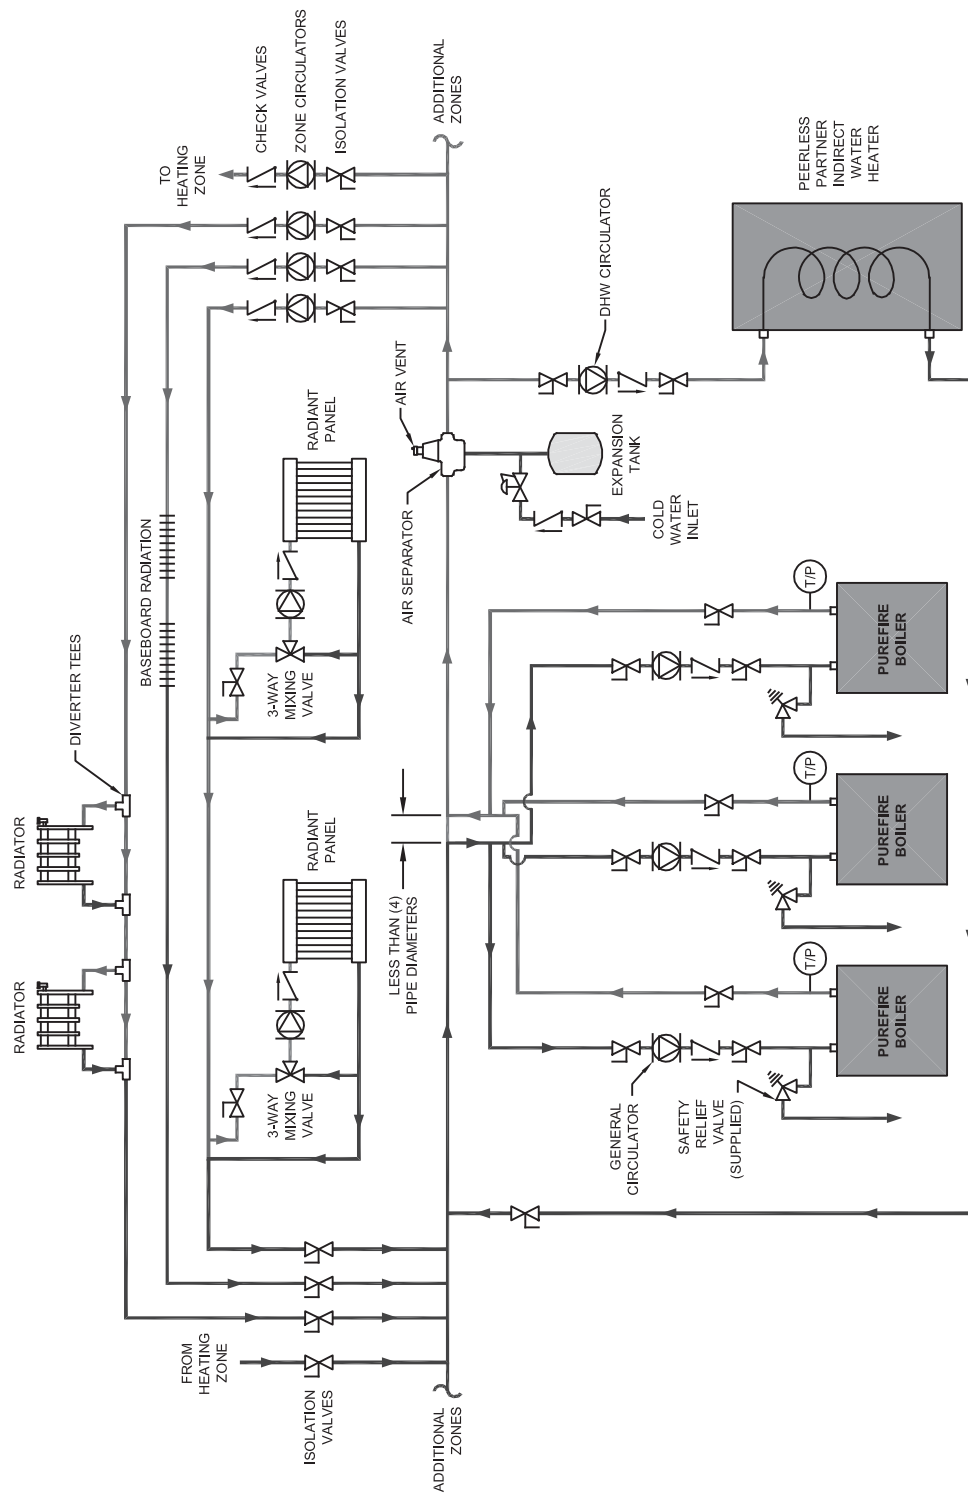 RADIATOR
RADIATOR
DIVERTER TEES
BASEBOARD RADIATION
TO
HEATING
ZONE
CHECK VALVES
ZONE CIRCULATORS
ISOLATION VALVES
ADDITIONAL
ZONES
FROM
HEATING
ZONE
ISOLATION
VALVES
ADDITIONAL
ZONES
3-WAY
MIXING
VALVE
RADIANT
PANEL
3-WAY
MIXING
VALVE
RADIANT
PANEL
LESS THAN (4)
PIPE DIAMETERS
AIR SEPARATOR
AIR VENT
DHW CIRCULATOR
EXPANSION
TANK
COLD
WATER
INLET
PEERLESS
PARTNER
INDIRECT
WATER
HEATER
GENERAL
CIRCULATOR
SAFETY
RELIEF
VALVE
(SUPPLIED)
T/P
T/P
T/P
PUREFIRE
BOILER
PUREFIRE
BOILER
PUREFIRE
BOILER